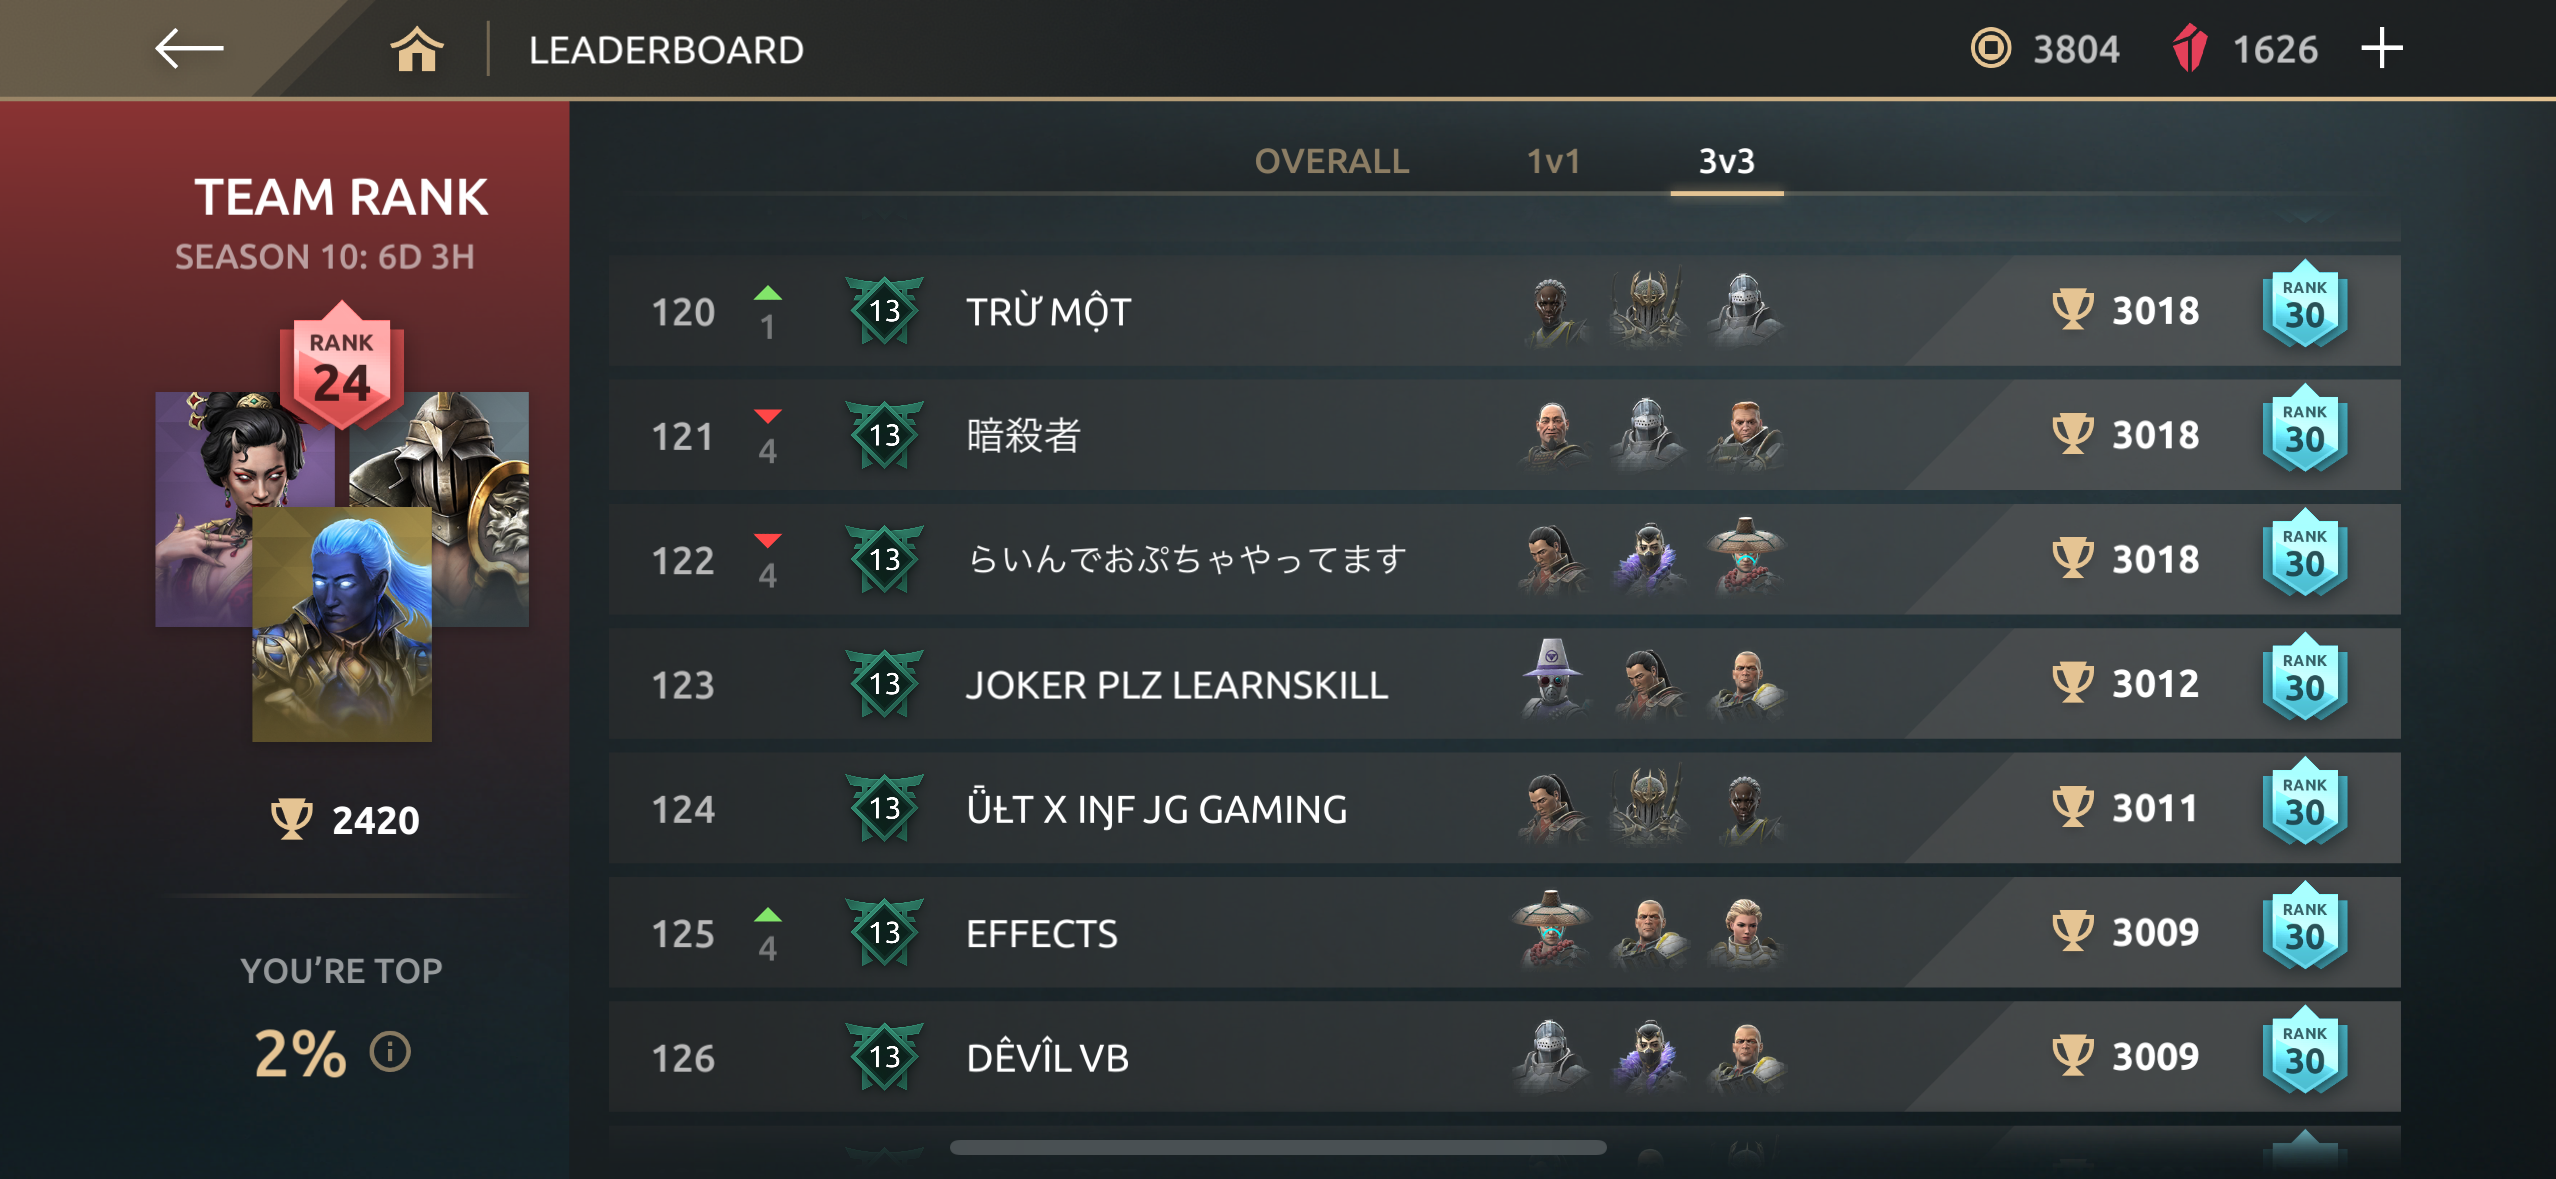 LEADERBOARD
3804
1626
TEAM RANK
SEASON 10: 6D 3H
RANK
24
2420
YOU'RE TOP
2%
OVERALL 1v1 3v3
120 1 13 TRỪ MỘT 3018 RANK 30
121 4 13 暗殺者 3018 RANK 30
122 4 13 らいんでおぷちゃやってます 3018 RANK 30
123 13 JOKER PLZ LEARNSKILL 3012 RANK 30
124 13 ǕŁT X IŊF JG GAMING 3011 RANK 30
125 4 13 EFFECTS 3009 RANK 30
126 13 DÊVÎL VB 3009 RANK 30